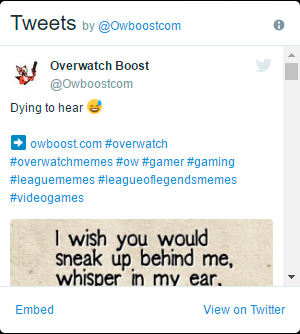 Tweets by @Owboostcom
Overwatch Boost
@Owboostcom
Dying to hear 😅
➡ owboost.com #overwatch
#overwatchmemes #ow #gamer #gaming
#leaguememes #leagueoflegendsmemes
#videogames
I wish you would
sneak up behind me,
whisper in my ear,
Embed View on Twitter